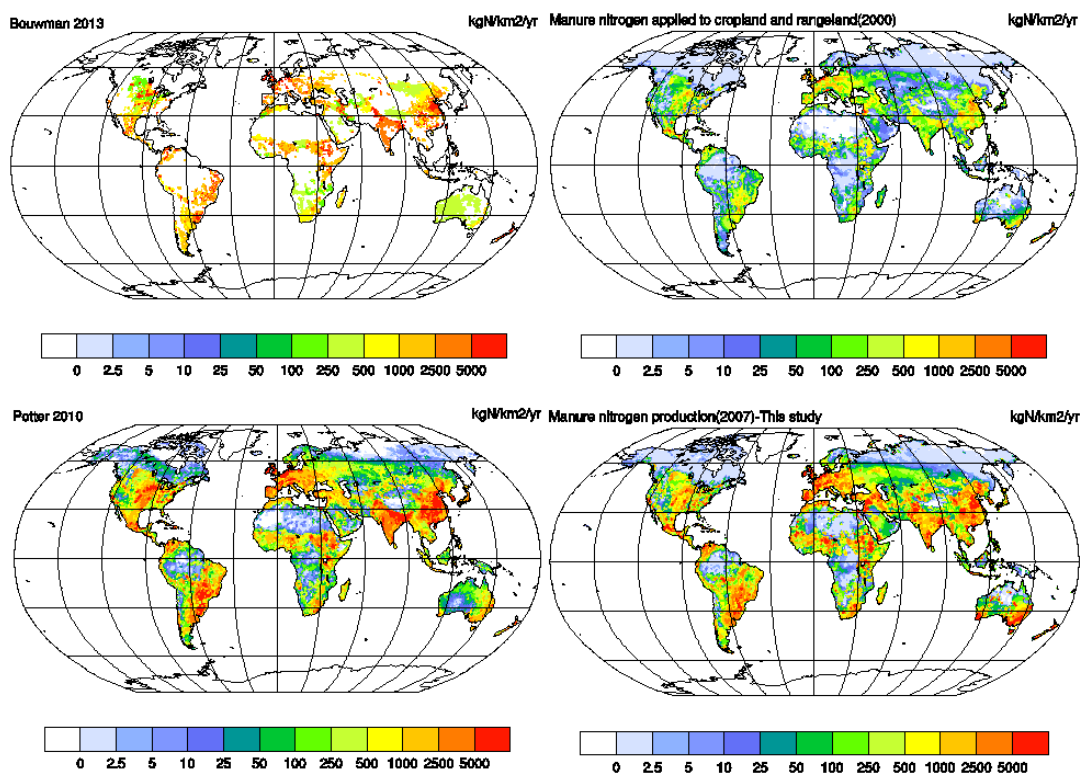 Bouwman 2013 kgN/km2/yr
Manure nitrogen applied to cropland and rangeland(2000) kgN/km2/yr
0 2.5 5 10 25 50 100 250 500 1000 2500 5000
0 2.5 5 10 25 50 100 250 500 1000 2500 5000
Potter 2010 kgN/km2/yr
Manure nitrogen production(2007)-This study kgN/km2/yr
0 2.5 5 10 25 50 100 250 500 1000 2500 5000
0 2.5 5 10 25 50 100 250 500 1000 2500 5000